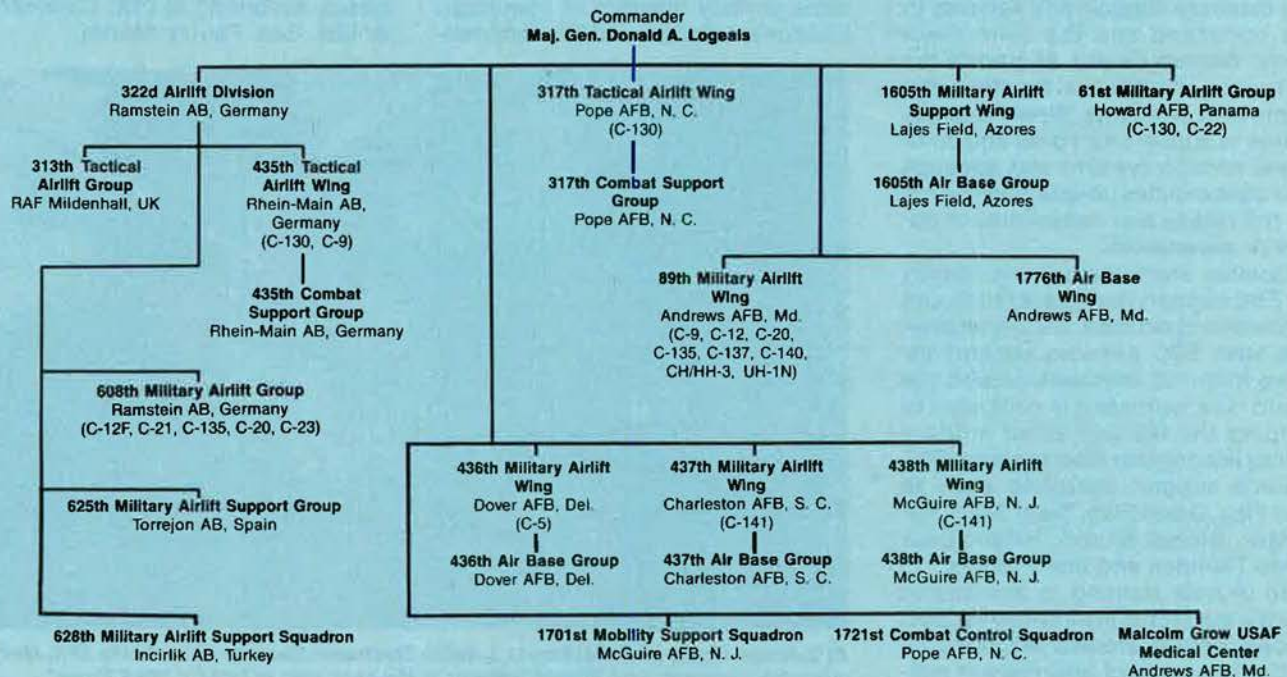 Commander
Maj. Gen. Donald A. Logeais
322d Airlift Division
Ramstein AB, Germany
317th Tactical Airlift Wing
Pope AFB, N. C.
(C-130)
1605th Military Airlift
Support Wing
Lajes Field, Azores
61st Military Airlift Group
Howard AFB, Panama
(C-130, C-22)
313th Tactical
Airlift Group
RAF Mildenhall, UK
435th Tactical
Airlift Wing
Rhein-Main AB,
Germany
(C-130, C-9)
317th Combat Support
Group
Pope AFB, N. C.
1605th Air Base Group
Lajes Field, Azores
435th Combat
Support Group
Rhein-Main AB, Germany
89th Military Airlift
Wing
Andrews AFB, Md.
(C-9, C-12, C-20,
C-135, C-137, C-140,
CH/HH-3, UH-1N)
1776th Air Base
Wing
Andrews AFB, Md.
608th Military Airlift Group
Ramstein AB, Germany
(C-12F, C-21, C-135, C-20, C-23)
625th Military Airlift Support Group
Torrejon AB, Spain
436th Military Airlift
Wing
Dover AFB, Del.
(C-5)
437th Military Airlift
Wing
Charleston AFB, S. C.
(C-141)
438th Military Airlift
Wing
McGuire AFB, N. J.
(C-141)
436th Air Base Group
Dover AFB, Del.
437th Air Base Group
Charleston AFB, S. C.
438th Air Base Group
McGuire AFB, N. J.
628th Military Airlift Support Squadron
Incirlik AB, Turkey
1701st Mobility Support Squadron
McGuire AFB, N. J.
1721st Combat Control Squadron
Pope AFB, N. C.
Malcolm Grow USAF
Medical Center
Andrews AFB, Md.